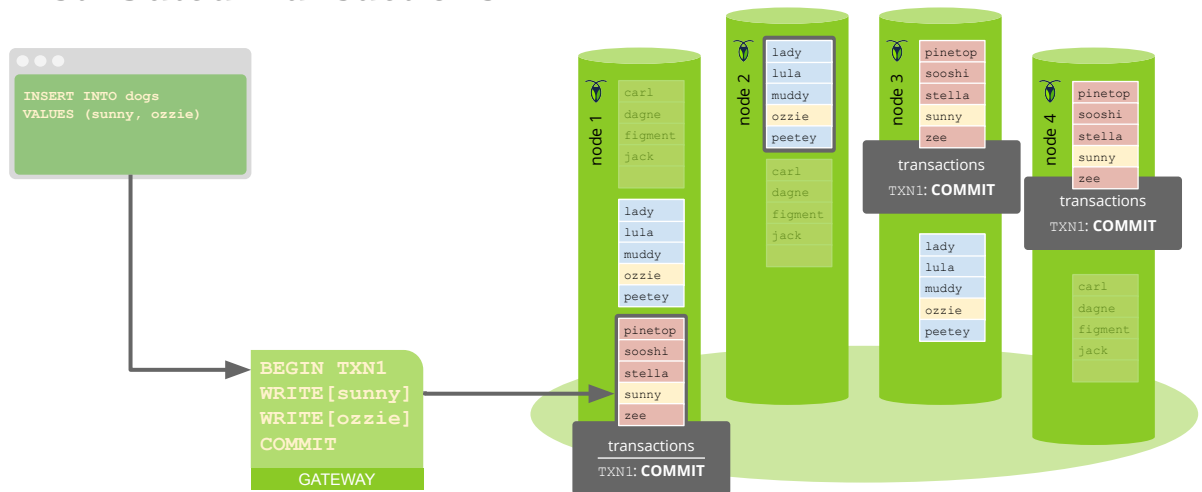 INSERT INTO dogs
VALUES (sunny, ozzie)
BEGIN TXN1
WRITE[sunny]
WRITE[ozzie]
COMMIT
GATEWAY
node 1
carl
dagne
figment
jack
lady
lula
muddy
ozzie
peetey
pinetop
sooshi
stella
sunny
zee
transactions
TXN1: COMMIT
node 2
lady
lula
muddy
ozzie
peetey
carl
dagne
figment
jack
node 3
pinetop
sooshi
stella
sunny
zee
transactions
TXN1: COMMIT
lady
lula
muddy
ozzie
peetey
node 4
pinetop
sooshi
stella
sunny
zee
transactions
TXN1: COMMIT
carl
dagne
figment
jack